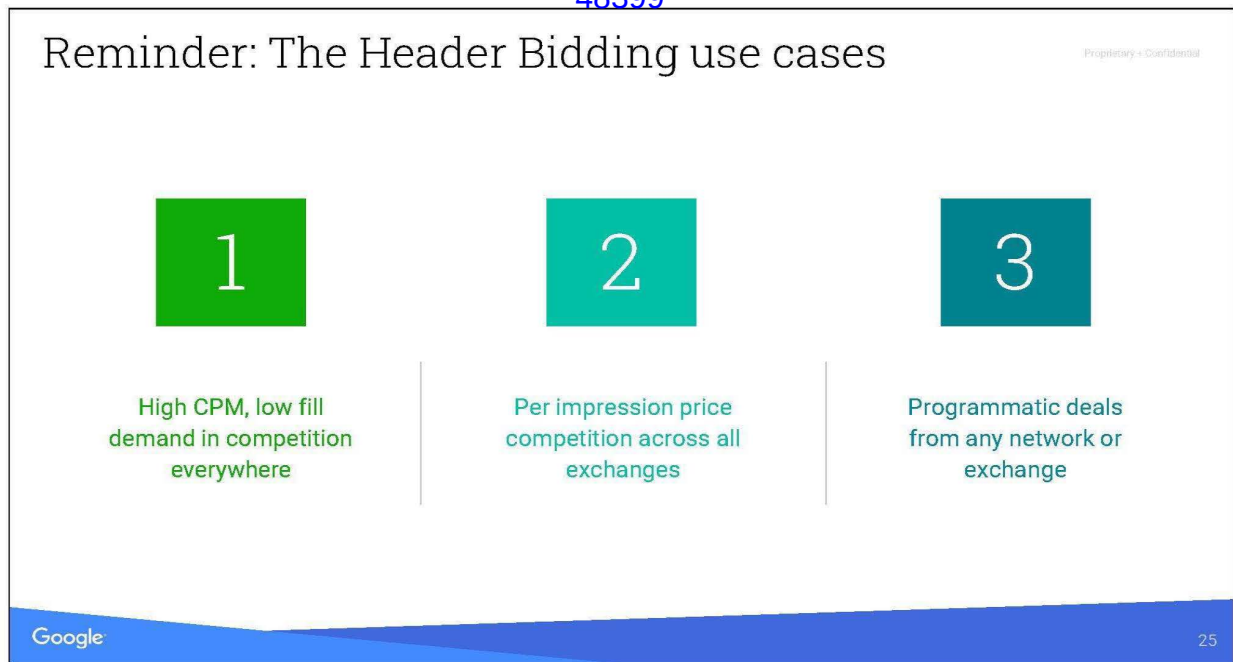 48399
Reminder: The Header Bidding use cases
Proprietary + Confidential
1
2
3
High CPM, low fill
demand in competition
everywhere
Per impression price
competition across all
exchanges
Programmatic deals
from any network or
exchange
Google
25